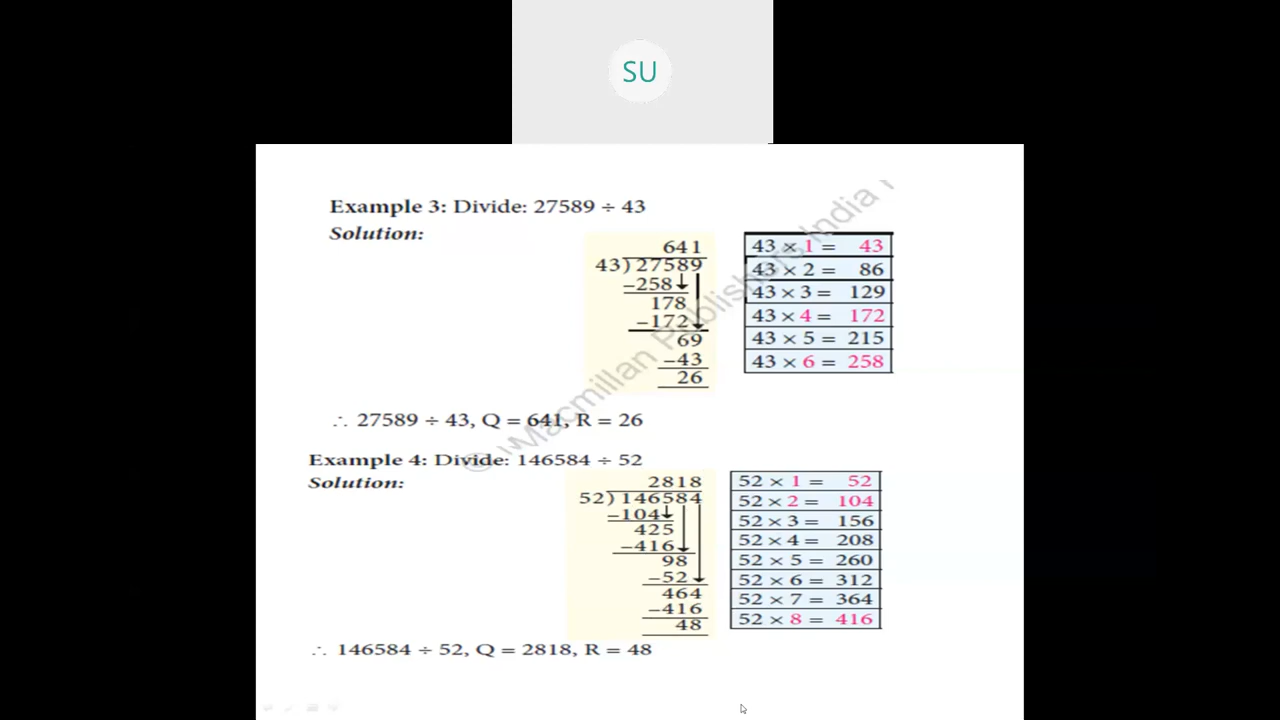 SU
Example 3: Divide: 27589 ÷ 43
Solution:
641
43) 27589
–258
178
–172
69
–43
26
43 × 1 = 43
43 × 2 = 86
43 × 3 = 129
43 × 4 = 172
43 × 5 = 215
43 × 6 = 258
∴ 27589 ÷ 43, Q = 641, R = 26
© Macmillan Publishers India
Example 4: Divide: 146584 ÷ 52
Solution:
2818
52) 146584
–104
425
–416
98
–52
464
–416
48
52 × 1 = 52
52 × 2 = 104
52 × 3 = 156
52 × 4 = 208
52 × 5 = 260
52 × 6 = 312
52 × 7 = 364
52 × 8 = 416
∴ 146584 ÷ 52, Q = 2818, R = 48